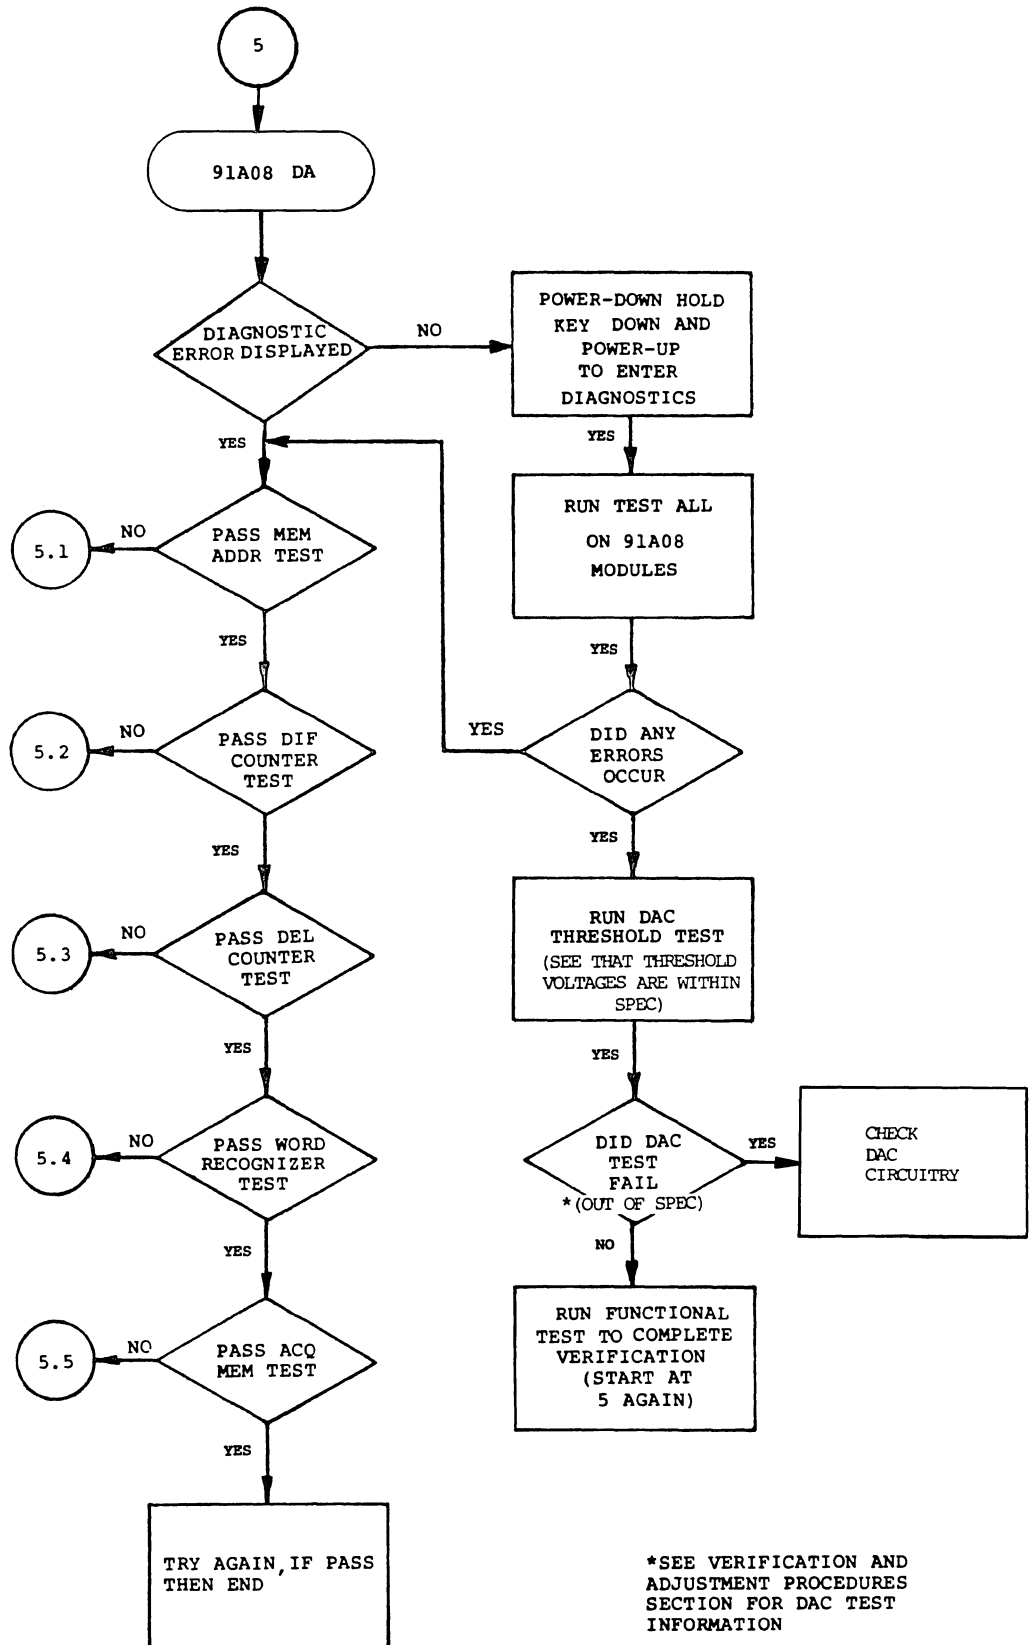 5
91A08 DA
DIAGNOSTIC
ERROR DISPLAYED
NO
POWER-DOWN HOLD
KEY DOWN AND
POWER-UP
TO ENTER
DIAGNOSTICS
YES
YES
RUN TEST ALL
ON 91A08
MODULES
5.1
NO
PASS MEM
ADDR TEST
YES
YES
5.2
NO
PASS DIF
COUNTER
TEST
YES
DID ANY
ERRORS
OCCUR
YES
YES
RUN DAC
THRESHOLD TEST
(SEE THAT THRESHOLD
VOLTAGES ARE WITHIN
SPEC)
5.3
NO
PASS DEL
COUNTER
TEST
YES
YES
5.4
NO
PASS WORD
RECOGNIZER
TEST
DID DAC
TEST
FAIL
*(OUT OF SPEC)
YES
CHECK
DAC
CIRCUITRY
YES
NO
5.5
NO
PASS ACQ
MEM TEST
RUN FUNCTIONAL
TEST TO COMPLETE
VERIFICATION
(START AT
5 AGAIN)
YES
TRY AGAIN, IF PASS
THEN END
*SEE VERIFICATION AND
ADJUSTMENT PROCEDURES
SECTION FOR DAC TEST
INFORMATION